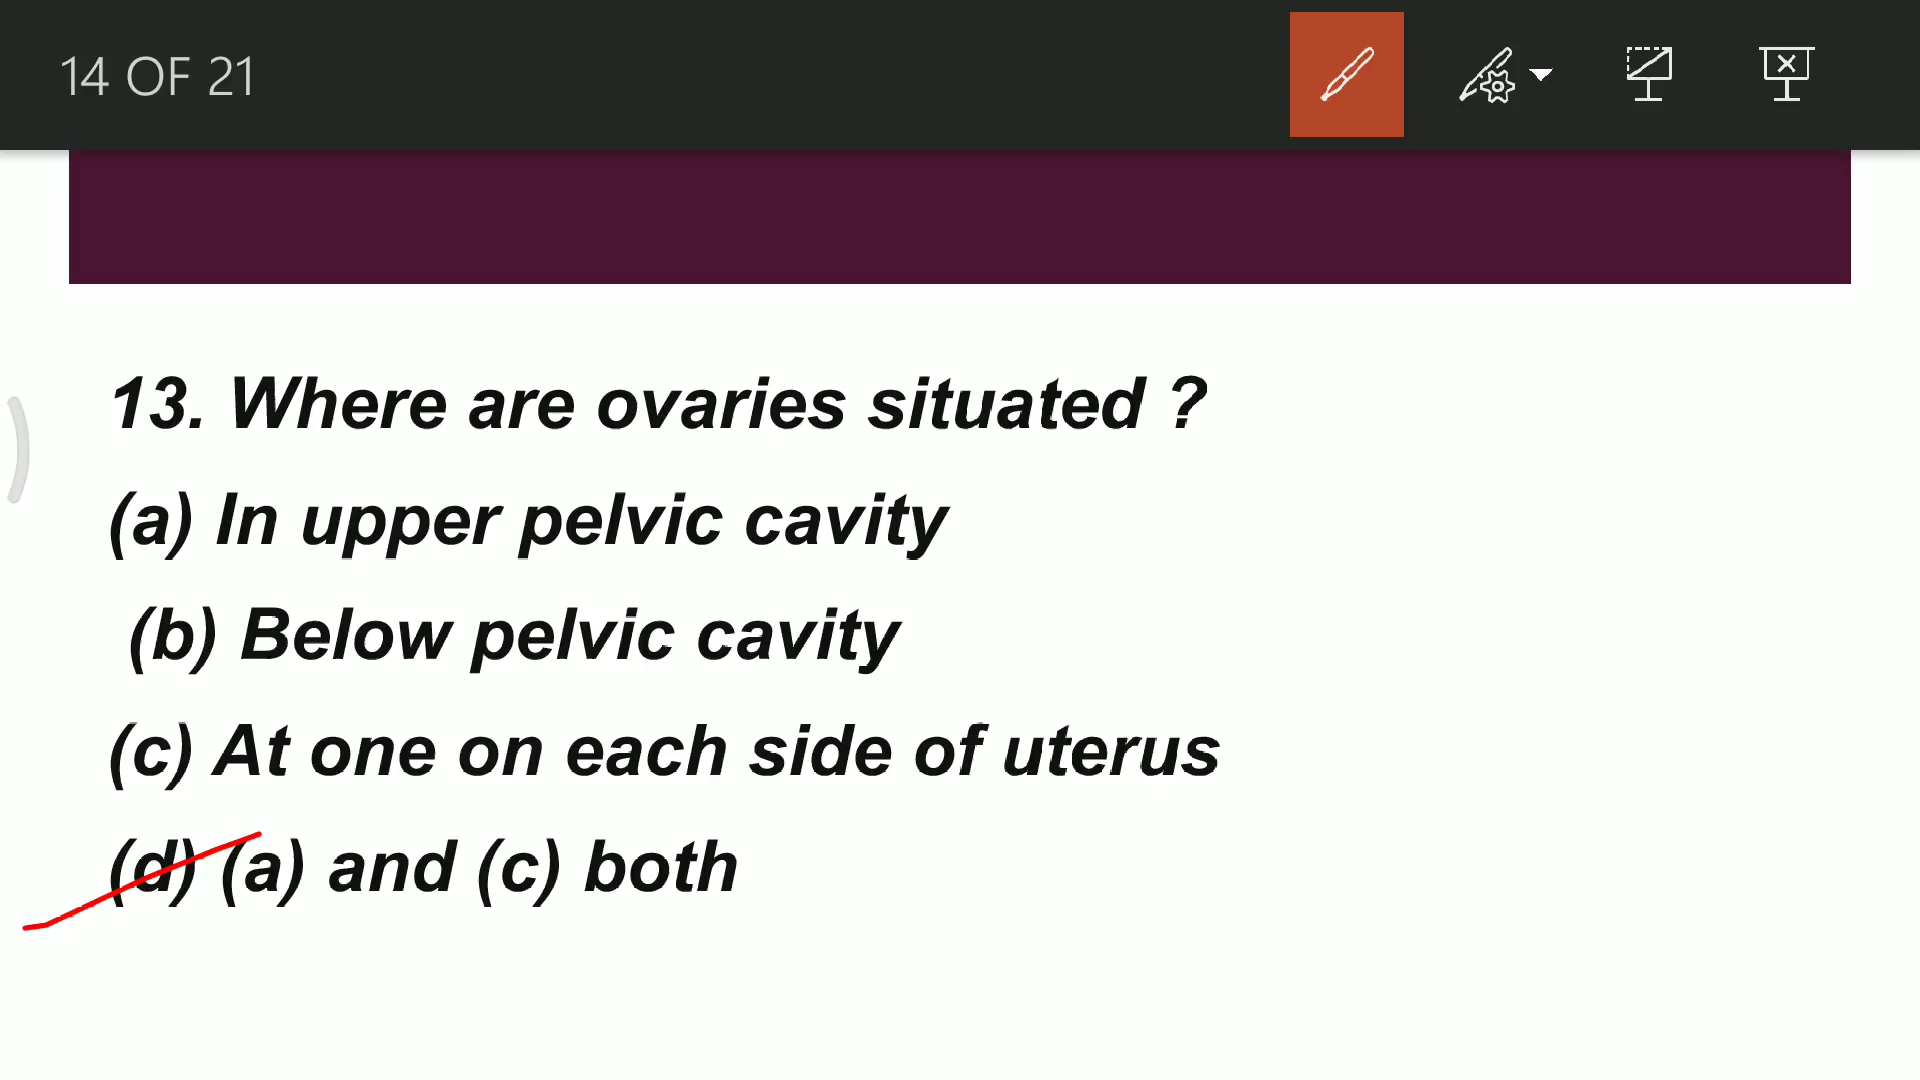 14 OF 21
13. Where are ovaries situated ?
(a) In upper pelvic cavity
(b) Below pelvic cavity
(c) At one on each side of uterus
(d) (a) and (c) both